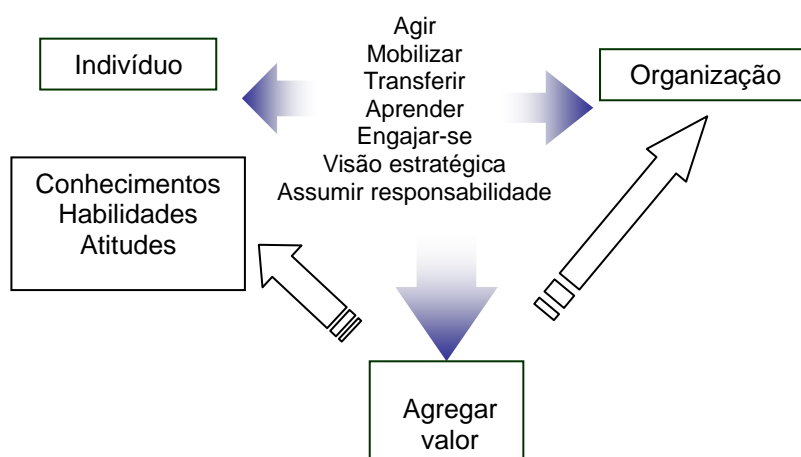 Indivíduo
Agir
Mobilizar
Transferir
Aprender
Engajar-se
Visão estratégica
Assumir responsabilidade
Organização
Conhecimentos
Habilidades
Atitudes
Agregar
valor